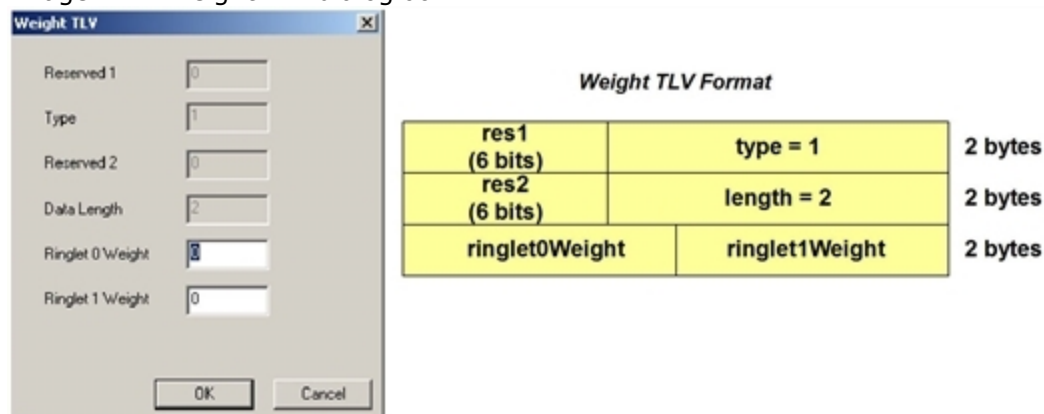 Weight TLV
Reserved 1 0
Type 1
Reserved 2 0
Data Length 2
Ringlet 0 Weight 0
Ringlet 1 Weight 0
OK Cancel
Weight TLV Format
res1
(6 bits) type = 1 2 bytes
res2
(6 bits) length = 2 2 bytes
ringlet0Weight ringlet1Weight 2 bytes